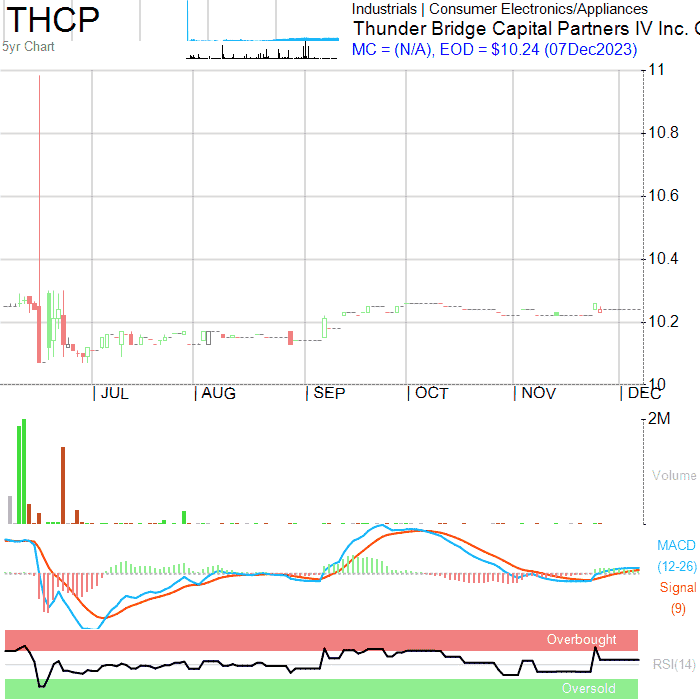 THCP
5yr Chart
Industrials | Consumer Electronics/Appliances
Thunder Bridge Capital Partners IV Inc.
MC = (N/A), EOD = $10.24 (07Dec2023)
11
10.8
10.6
10.4
10.2
10
JUL AUG SEP OCT NOV DEC
2M
Volume
MACD
(12-26)
Signal
(9)
Overbought
RSI(14)
Oversold